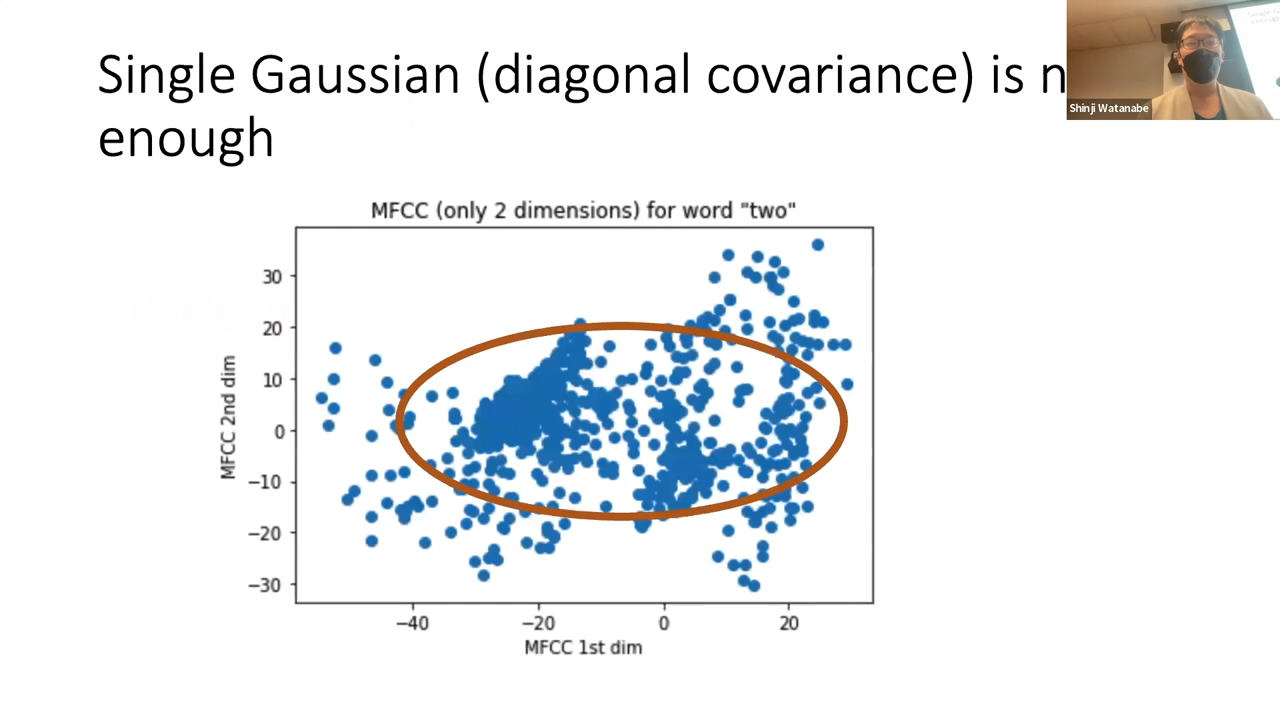 Single Gaussian (diagonal covariance) is n
enough
Shinji Watanabe
MFCC (only 2 dimensions) for word "two"
MFCC 2nd dim
30
20
10
0
−10
−20
−30
−40
−20
0
20
MFCC 1st dim